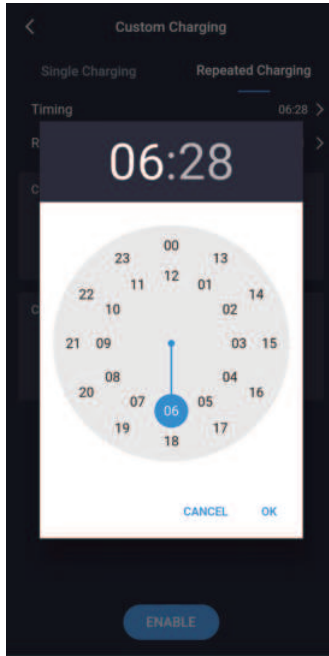 Custom Charging
Single Charging Repeated Charging
Timing 06:28
R
06:28
C
00
23 13
12
11 01
22 14
10 02
21 09 03 15
08 04
20 16
07 05
06
19 17
18
C
CANCEL OK
ENABLE